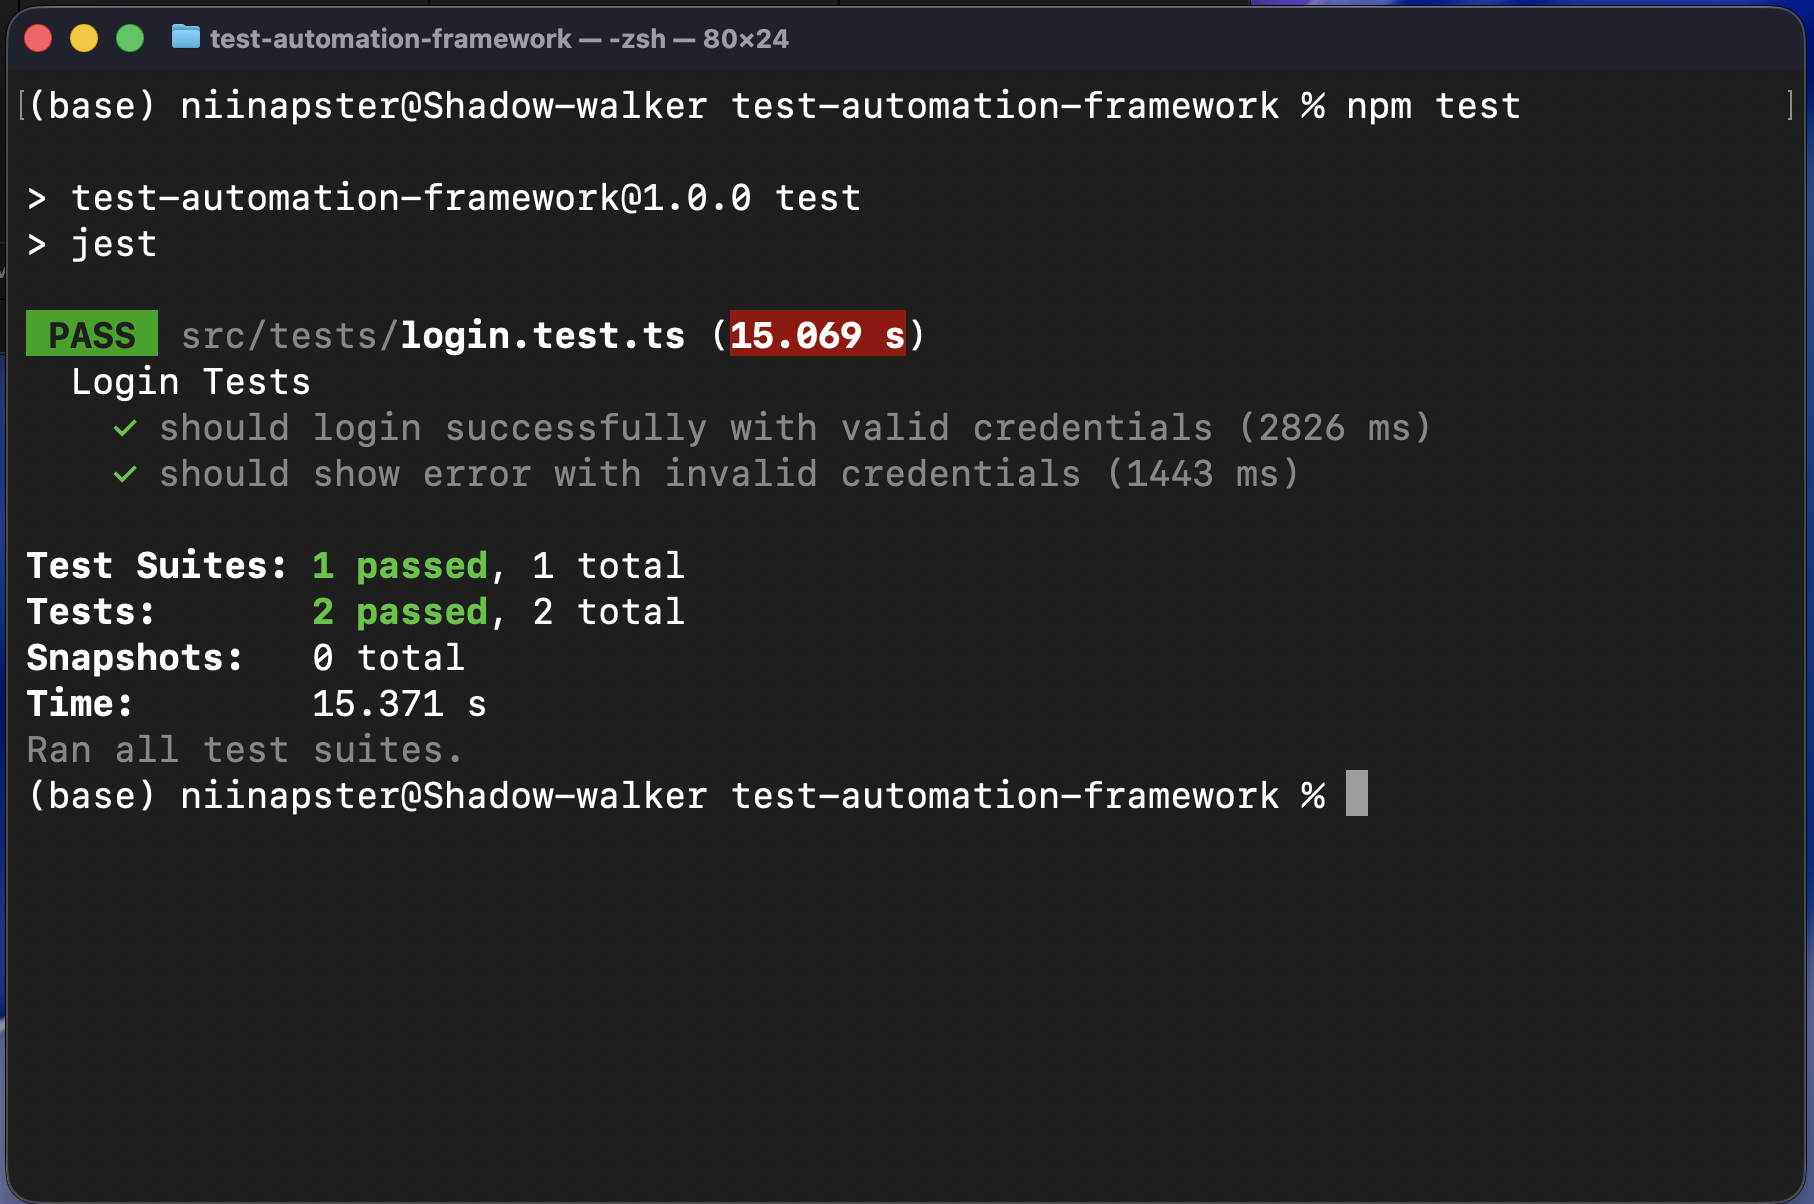 test-automation-framework — -zsh — 80×24
[(base) niinapster@Shadow-walker test-automation-framework % npm test ]
> test-automation-framework@1.0.0 test
> jest
PASS src/tests/login.test.ts (15.069 s)
Login Tests
✓ should login successfully with valid credentials (2826 ms)
✓ should show error with invalid credentials (1443 ms)
Test Suites: 1 passed, 1 total
Tests: 2 passed, 2 total
Snapshots: 0 total
Time: 15.371 s
Ran all test suites.
(base) niinapster@Shadow-walker test-automation-framework %